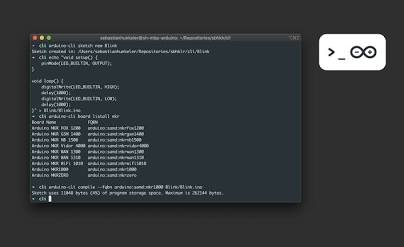 sebastianhunkeler@sh-mbp-arduino: ~/Repositories/sbhklr/cli
➜ cli arduino-cli sketch new Blink
Sketch created in: /Users/sebastianhunkeler/Repositories/sbhklr/cli/Blink
➜ cli echo "void setup() {
pinMode(LED_BUILTIN, OUTPUT);
}
void loop() {
digitalWrite(LED_BUILTIN, HIGH);
delay(1000);
digitalWrite(LED_BUILTIN, LOW);
delay(1000);
}" > Blink/Blink.ino
➜ cli arduino-cli board listall mkr
Board Name FQBN
Arduino MKR FOX 1200 arduino:samd:mkrfox1200
Arduino MKR GSM 1400 arduino:samd:mkrgsm1400
Arduino MKR NB 1500 arduino:samd:mkrnb1500
Arduino MKR Vidor 4000 arduino:samd:mkrvidor4000
Arduino MKR WAN 1300 arduino:samd:mkrwan1300
Arduino MKR WAN 1310 arduino:samd:mkrwan1310
Arduino MKR WiFi 1010 arduino:samd:mkrwifi1010
Arduino MKR1000 arduino:samd:mkr1000
Arduino MKRZERO arduino:samd:mkrzero
➜ cli arduino-cli compile --fqbn arduino:samd:mkr1000 Blink/Blink.ino
Sketch uses 11048 bytes (4%) of program storage space. Maximum is 262144 bytes.
➜ cli
>_